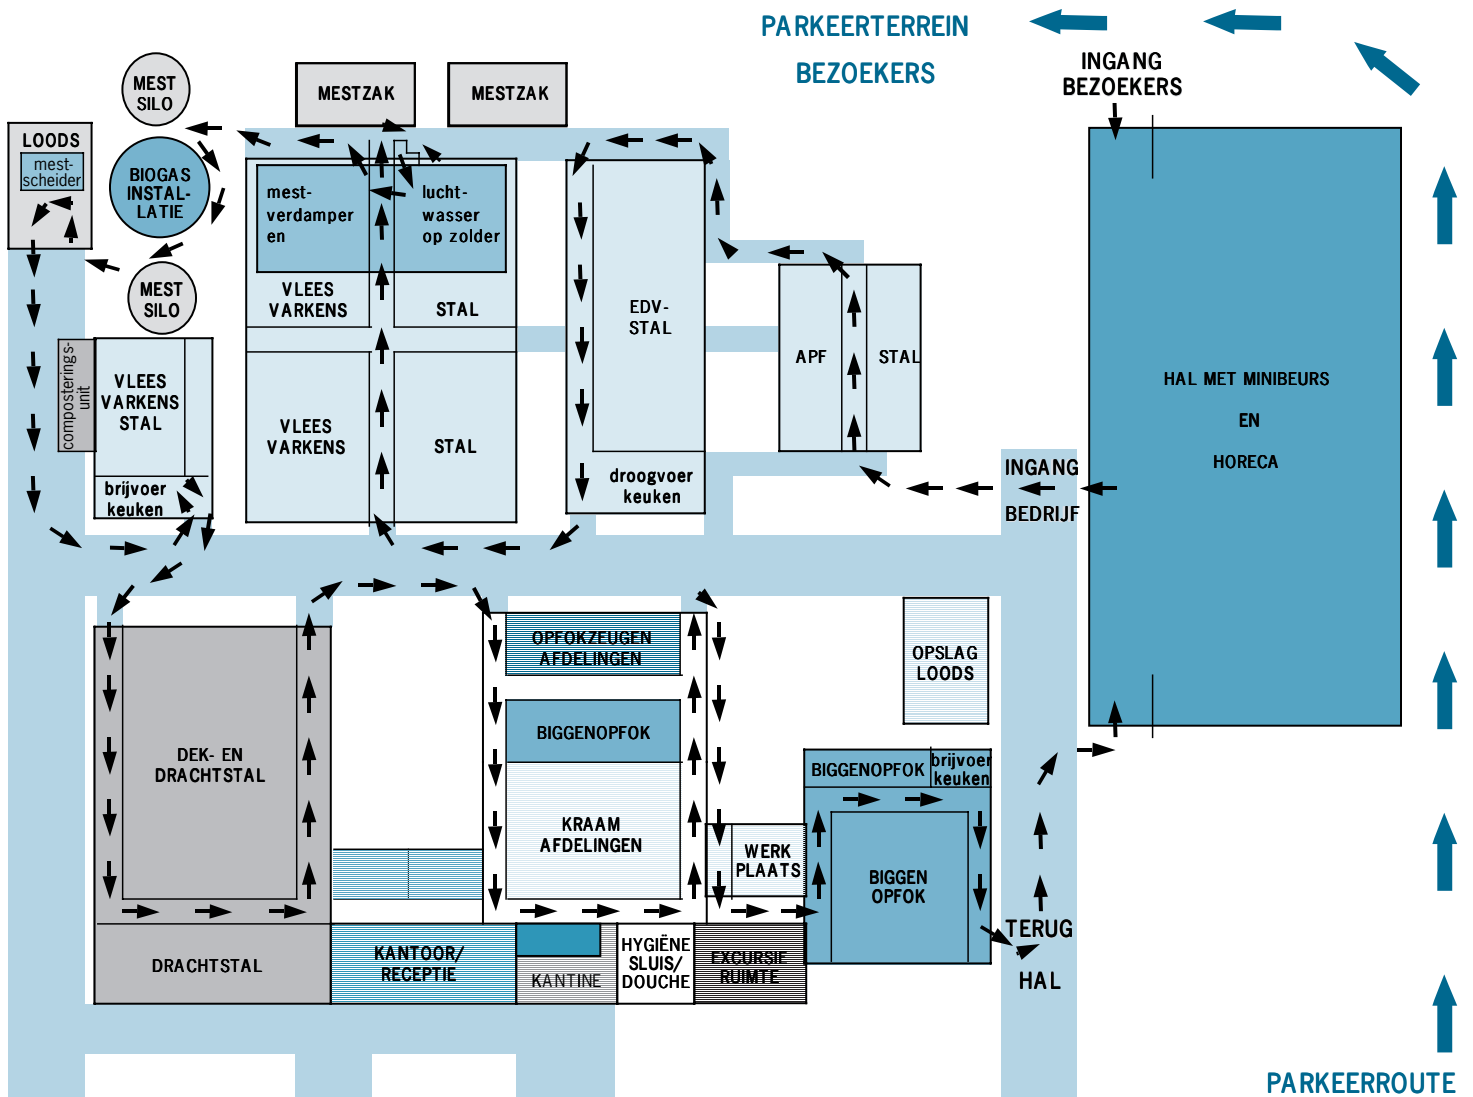 PARKEERTERREIN
BEZOEKERS
INGANG
BEZOEKERS
MEST
SILO
MESTZAK
MESTZAK
LOODS
mest-
scheider
BIOGAS
INSTAL-
LATIE
mest-
verdamper
en
lucht-
wasser
op zolder
MEST
SILO
VLEES
VARKENS
STAL
EDV-
STAL
APF
STAL
composterings-
unit
VLEES
VARKENS
STAL
brijvoer
keuken
VLEES
VARKENS
STAL
droogvoer
keuken
INGANG
BEDRIJF
HAL MET MINIBEURS
EN
HORECA
OPFOKZEUGEN
AFDELINGEN
OPSLAG
LOODS
DEK- EN
DRACHTSTAL
BIGGENOPFOK
KRAAM
AFDELINGEN
BIGGENOPFOK
brijvoer
keuken
WERK
PLAATS
BIGGEN
OPFOK
DRACHTSTAL
KANTOOR/
RECEPTIE
KANTINE
HYGIËNE
SLUIS/
DOUCHE
EXCURSIE
RUIMTE
TERUG
HAL
PARKEERROUTE